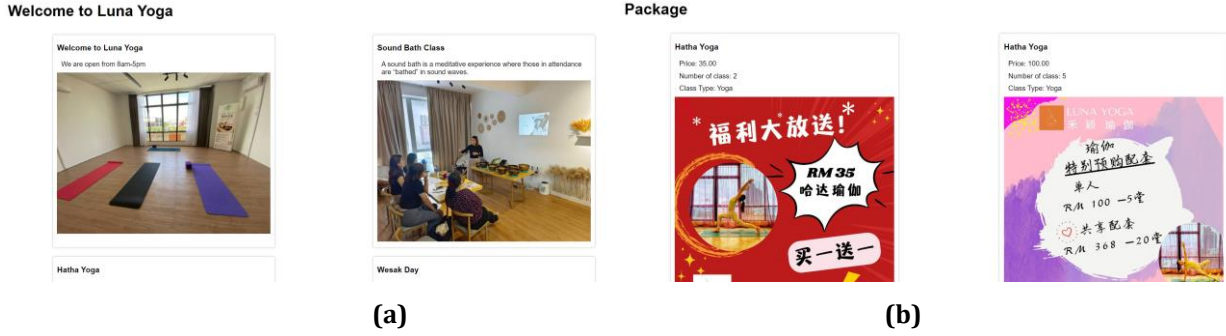 Welcome to Luna Yoga
Welcome to Luna Yoga
We are open from 8am-5pm
Sound Bath Class
A sound bath is a meditative experience where those in attendance
are "bathed" in sound waves.
Hatha Yoga
Wesak Day
(a)
Package
Hatha Yoga
Price: 35.00
Number of class: 2
Class Type: Yoga
福利大放送!
RM 35
哈达瑜伽
买一送一
Hatha Yoga
Price: 100.00
Number of class: 5
Class Type: Yoga
LUNA YOGA
禾颖瑜伽
瑜伽
特别预购配套
单人
RM 100 -5堂
共享配套
RM 368 -20堂
(b)